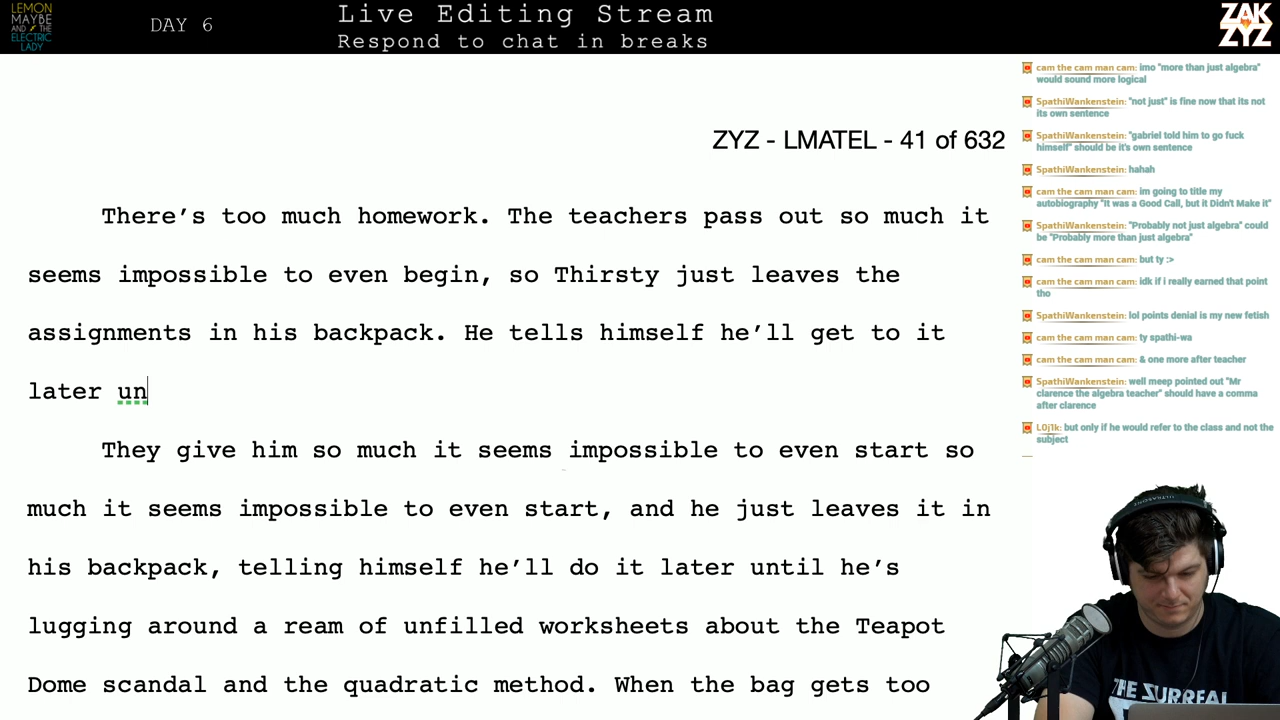 LEMON
MAYBE
AND THE
ELECTRIC
LADY
DAY 6
Live Editing Stream
Respond to chat in breaks
ZAK
ZYZ
ZYZ - LMATEL - 41 of 632
There’s too much homework. The teachers pass out so much it
seems impossible to even begin, so Thirsty just leaves the
assignments in his backpack. He tells himself he’ll get to it
later un
They give him so much it seems impossible to even start so
much it seems impossible to even start, and he just leaves it in
his backpack, telling himself he’ll do it later until he’s
lugging around a ream of unfilled worksheets about the Teapot
Dome scandal and the quadratic method. When the bag gets too
cam the cam man cam: imo "more than just algebra"
would sound more logical
SpathiWankenstein: "not just" is fine now that its not
its own sentence
SpathiWankenstein: "gabriel told him to go fuck
himself" should be it's own sentence
SpathiWankenstein: hahah
cam the cam man cam: im going to title my
autobiography "It was a Good Call, but it Didn't Make it"
SpathiWankenstein: "Probably not just algebra" could
be "Probably more than just algebra"
cam the cam man cam: but ty :>
cam the cam man cam: idk if i really earned that point
tho
SpathiWankenstein: lol points denial is my new fetish
cam the cam man cam: ty spathi-wa
cam the cam man cam: & one more after teacher
SpathiWankenstein: well meep pointed out "Mr
clarence the algebra teacher" should have a comma
after clarence
L0j1k: but only if he would refer to the class and not the
subject
ULTRASONE
THE SURREAL